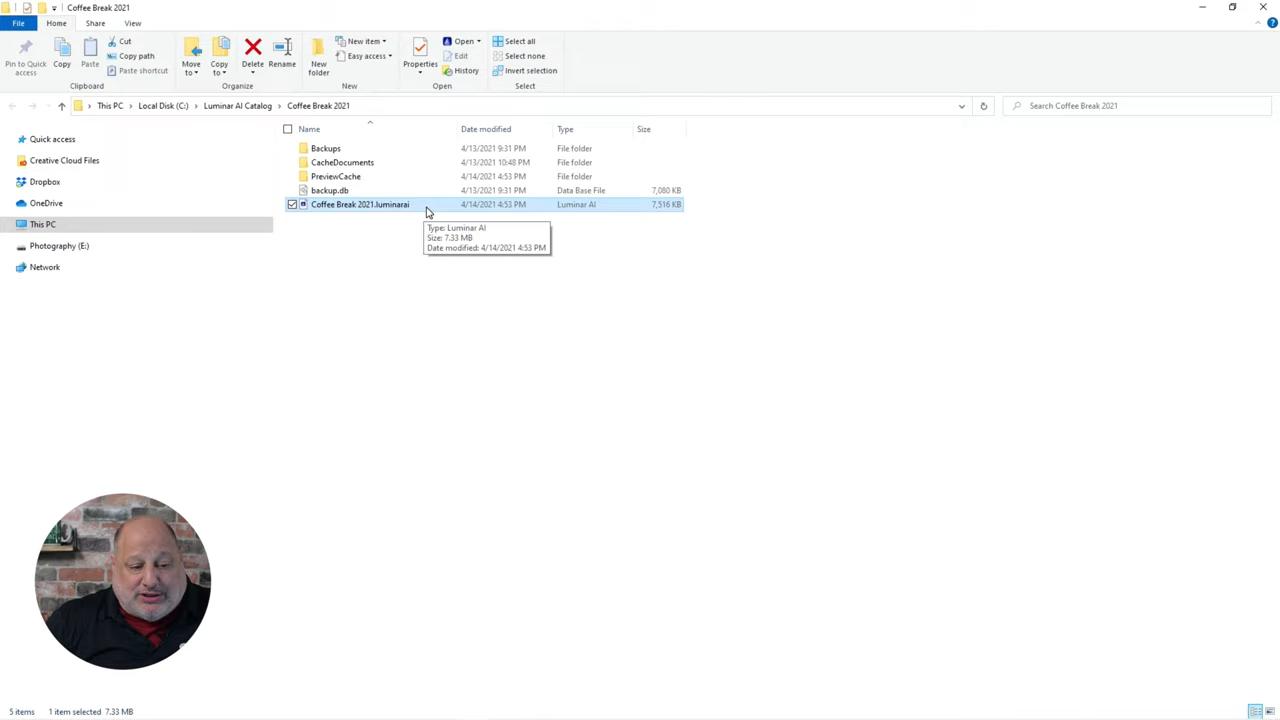 Coffee Break 2021
File Home Share View
Pin to Quick access
Copy
Paste
Cut
Copy path
Paste shortcut
Clipboard
Move to
Copy to
Delete
Rename
Organize
New folder
New item
Easy access
New
Properties
Open
Edit
History
Open
Select all
Select none
Invert selection
Select
This PC Local Disk (C:) Luminar AI Catalog Coffee Break 2021
Search Coffee Break 2021
Quick access
Creative Cloud Files
Dropbox
OneDrive
This PC
Photography (E:)
Network
Name Date modified Type Size
Backups 4/13/2021 9:31 PM File folder
CacheDocuments 4/13/2021 10:48 PM File folder
PreviewCache 4/14/2021 4:53 PM File folder
backup.db 4/13/2021 9:31 PM Data Base File 7,080 KB
Coffee Break 2021.luminarai 4/14/2021 4:53 PM Luminar AI 7,516 KB
Type: Luminar AI
Size: 7.33 MB
Date modified: 4/14/2021 4:53 PM
5 items 1 item selected 7.33 MB